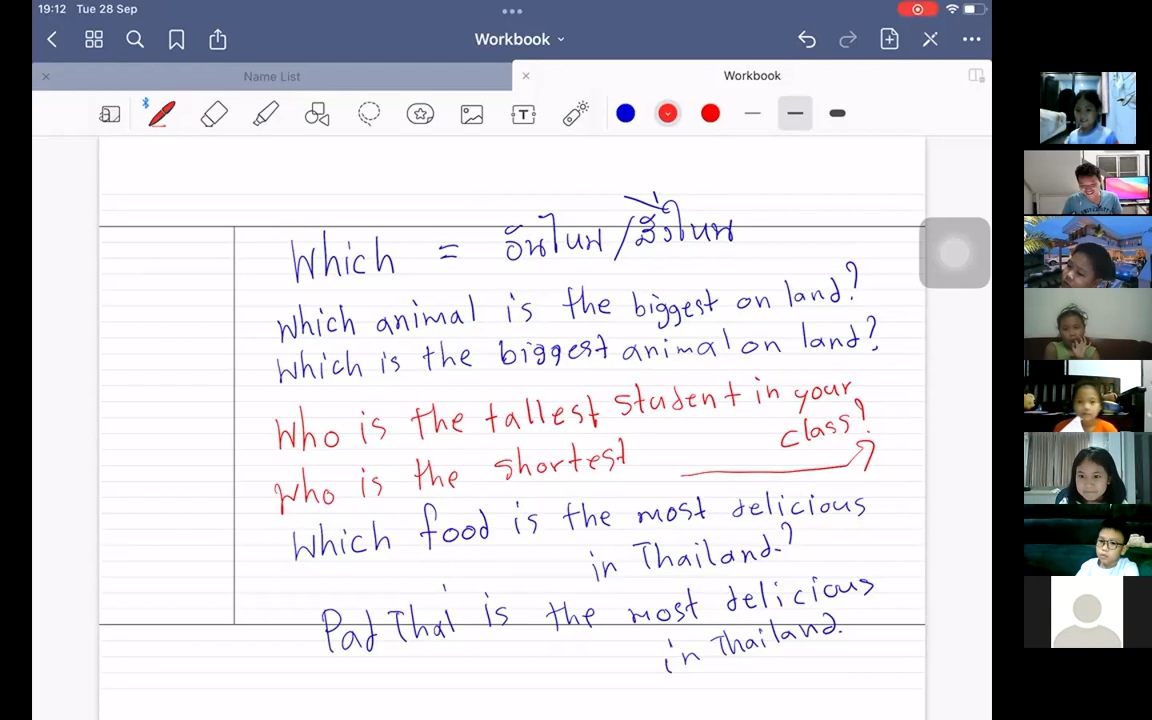 19:12 Tue 28 Sep
Workbook
Name List
Workbook
Which = อันไหน / สิ่งไหน
Which animal is the biggest on land?
Which is the biggest animal on land?
Who is the tallest student in your
class?
Who is the shortest ?
Which food is the most delicious
in Thailand?
Pad Thai is the most delicious
in Thailand.